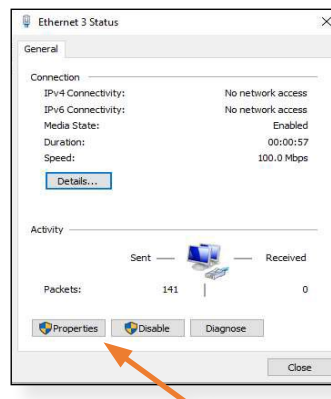 Ethernet 3 Status
General
Connection
IPv4 Connectivity: No network access
IPv6 Connectivity: No network access
Media State: Enabled
Duration: 00:00:57
Speed: 100.0 Mbps
Details...
Activity
Sent — — Received
Packets: 141 | 0
Properties Disable Diagnose
Close